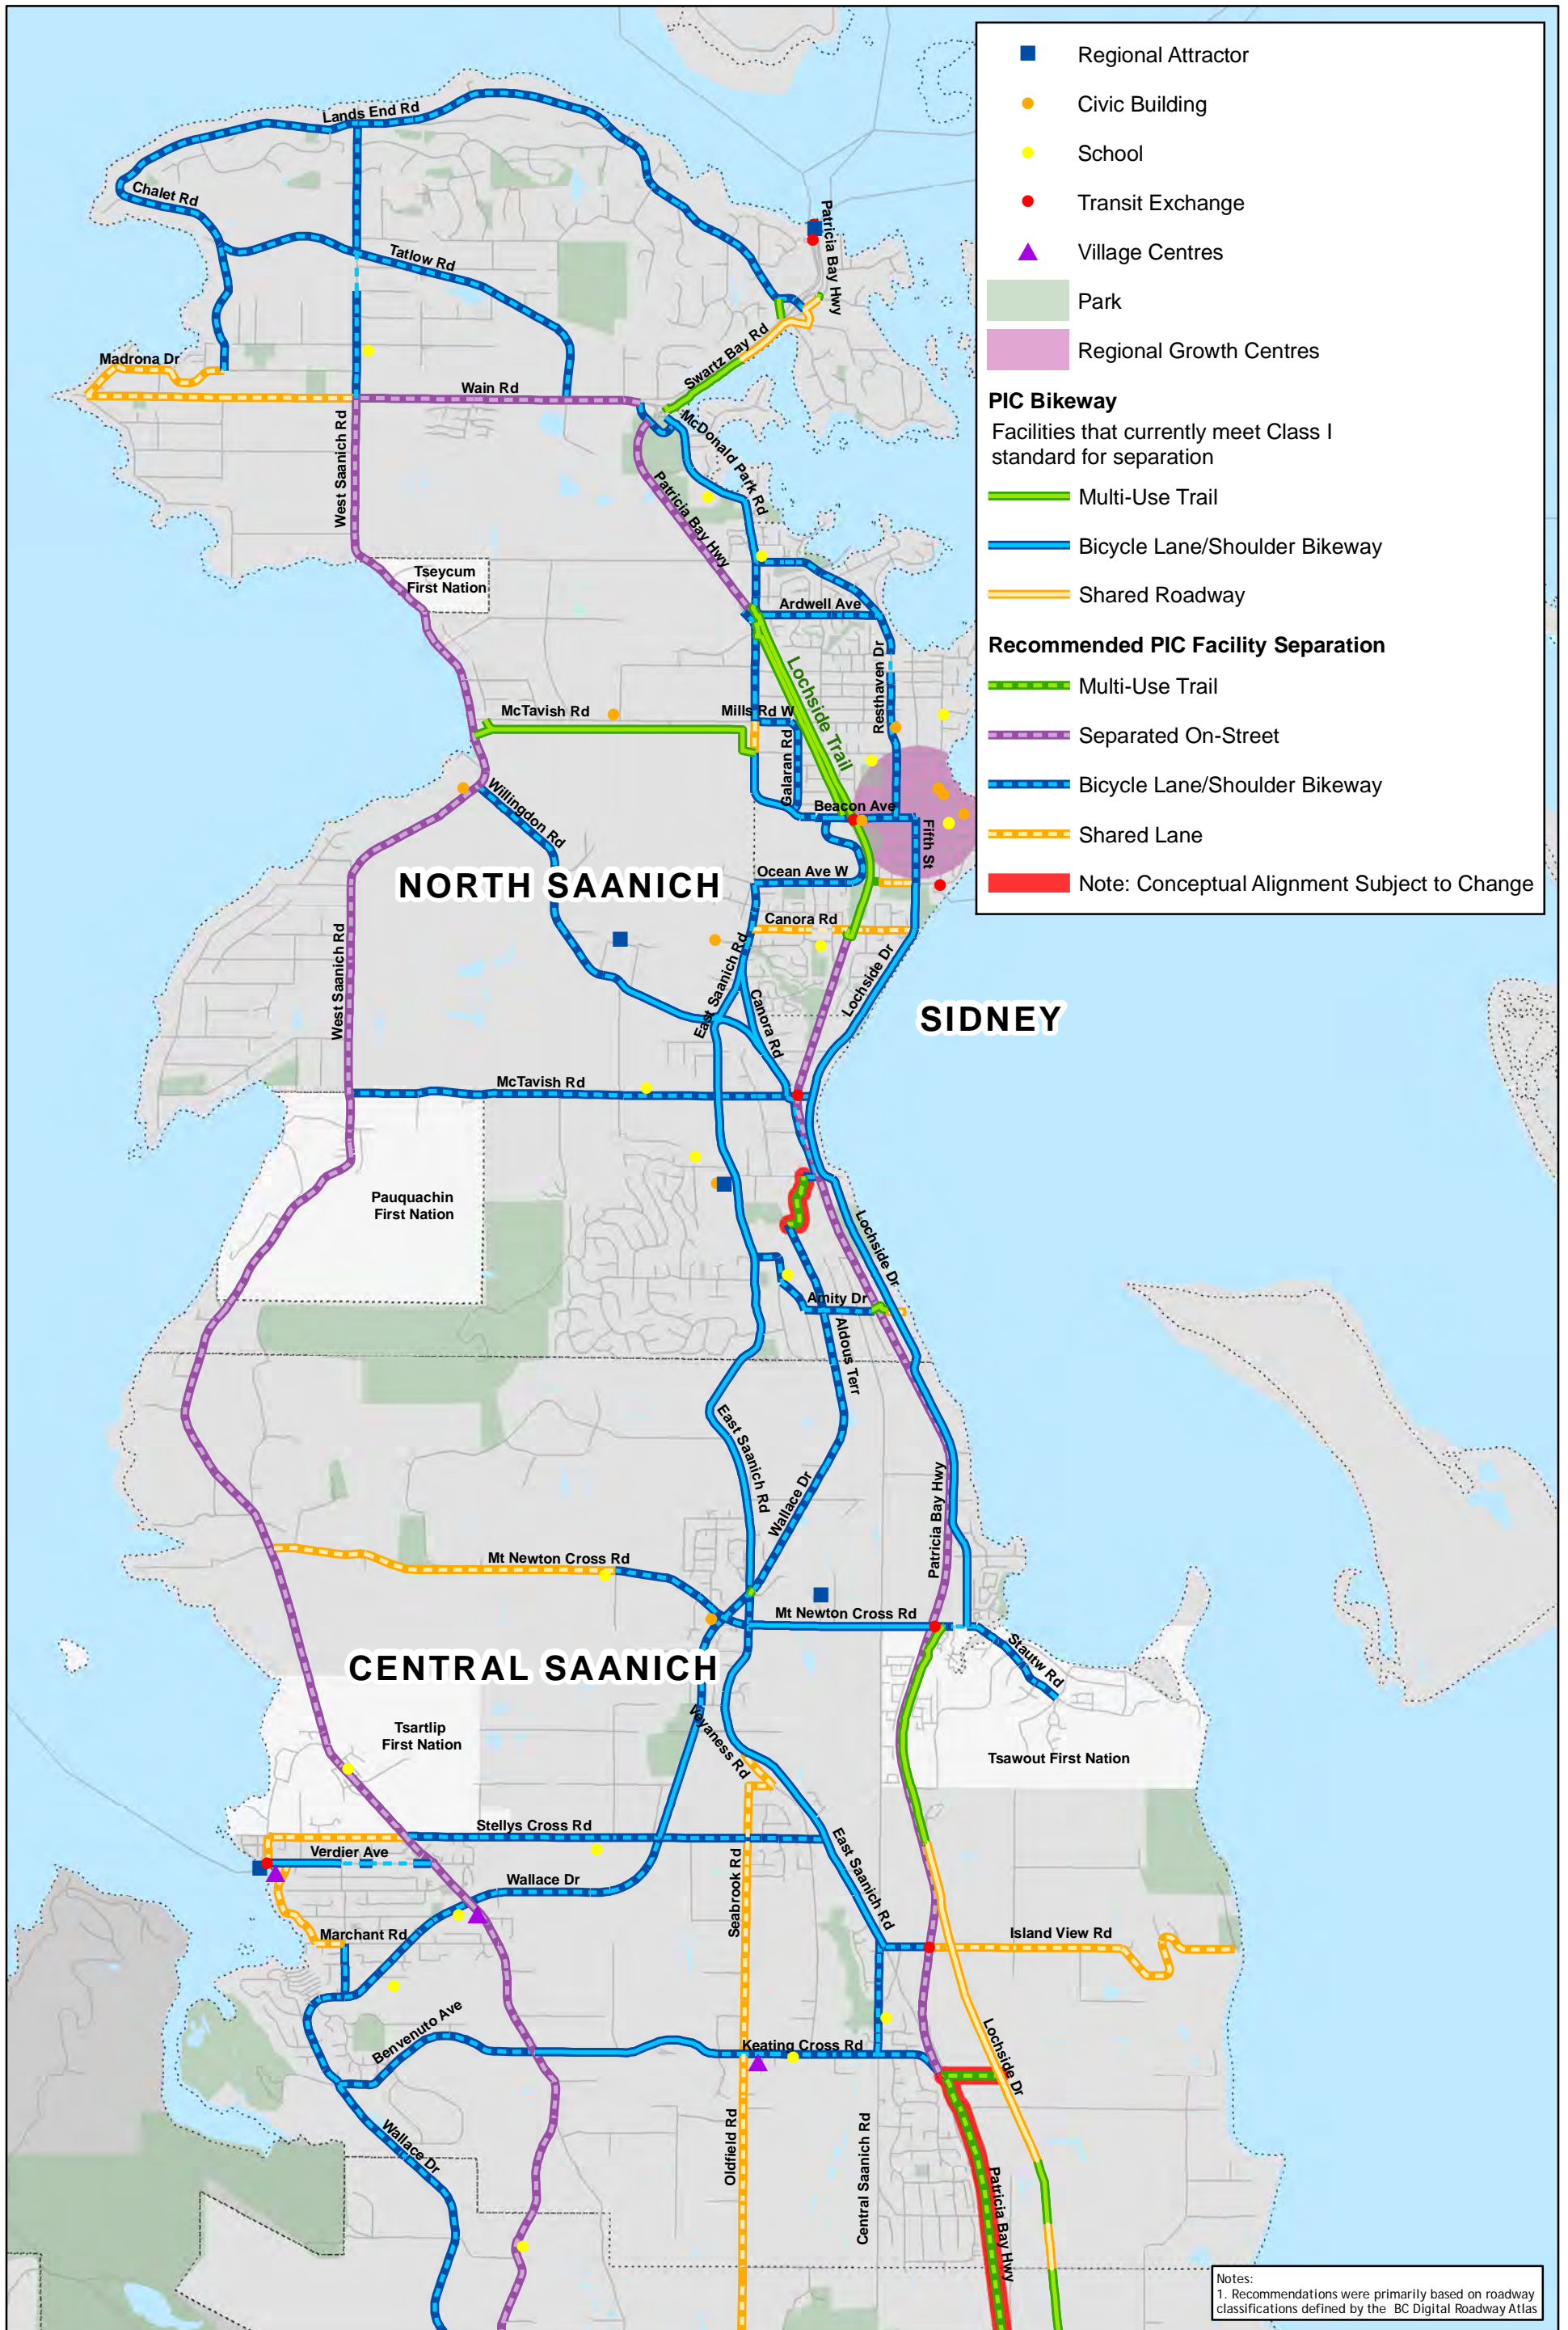 Regional Attractor
Civic Building
School
Transit Exchange
Village Centres
Park
Regional Growth Centres
PIC Bikeway
Facilities that currently meet Class I
standard for separation
Multi-Use Trail
Bicycle Lane/Shoulder Bikeway
Shared Roadway
Recommended PIC Facility Separation
Multi-Use Trail
Separated On-Street
Bicycle Lane/Shoulder Bikeway
Shared Lane
Note: Conceptual Alignment Subject to Change
Lands End Rd
Chalet Rd
Patricia Bay Hwy
Tatlow Rd
Swartz Bay Rd
Madrona Dr
Wain Rd
McDonald Park Rd
West Saanich Rd
Patricia Bay Hwy
Tseycum
First Nation
Ardwell Ave
Lochside Trail
Resthaven Dr
McTavish Rd
Mills Rd W
Galaran Rd
Willingdon Rd
Beacon Ave
Fifth St
NORTH SAANICH
Ocean Ave W
Canora Rd
West Saanich Rd
East Saanich Rd
Canora Rd
Lochside Dr
SIDNEY
McTavish Rd
Pauquachin
First Nation
Lochside Dr
Amity Dr
Aldous Terr
East Saanich Rd
Wallace Dr
Patricia Bay Hwy
Mt Newton Cross Rd
Mt Newton Cross Rd
Stautw Rd
CENTRAL SAANICH
Veyaness Rd
Tsartlip
First Nation
Tsawout First Nation
Stellys Cross Rd
Verdier Ave
Wallace Dr
East Saanich Rd
Seabrook Rd
Marchant Rd
Island View Rd
Benvenuto Ave
Keating Cross Rd
Lochside Dr
Wallace Dr
Oldfield Rd
Central Saanich Rd
Patricia Bay Hwy
Notes:
1. Recommendations were primarily based on roadway
classifications defined by the BC Digital Roadway Atlas